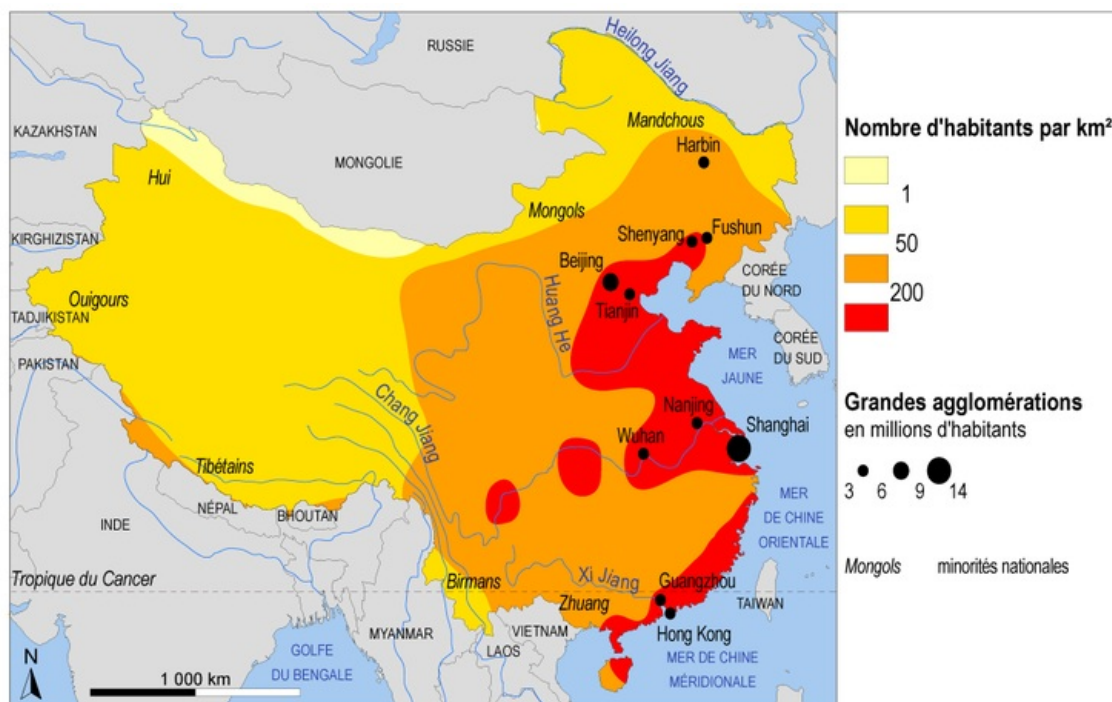 RUSSIE
Heilong Jiang
KAZAKHSTAN
MONGOLIE
Mandchous
Harbin
Hui
Mongols
KIRGHIZISTAN
Shenyang
Fushun
Beijing
Ouigours
TADJIKISTAN
Tianjin
Huang He
CORÉE
DU NORD
CORÉE
DU SUD
PAKISTAN
MER
JAUNE
Chang Jiang
Nanjing
Shanghai
Wuhan
Tibétains
NÉPAL
BHOUTAN
INDE
MER
DE CHINE
ORIENTALE
Tropique du Cancer
Birmans
Xi Jiang
Guangzhou
Zhuang
TAIWAN
Hong Kong
MYANMAR
VIETNAM
LAOS
GOLFE
DU BENGALE
MER DE CHINE
MÉRIDIONALE
N
1 000 km
Nombre d'habitants par km²
1
50
200
Grandes agglomérations
en millions d'habitants
3 6 9 14
Mongols minorités nationales